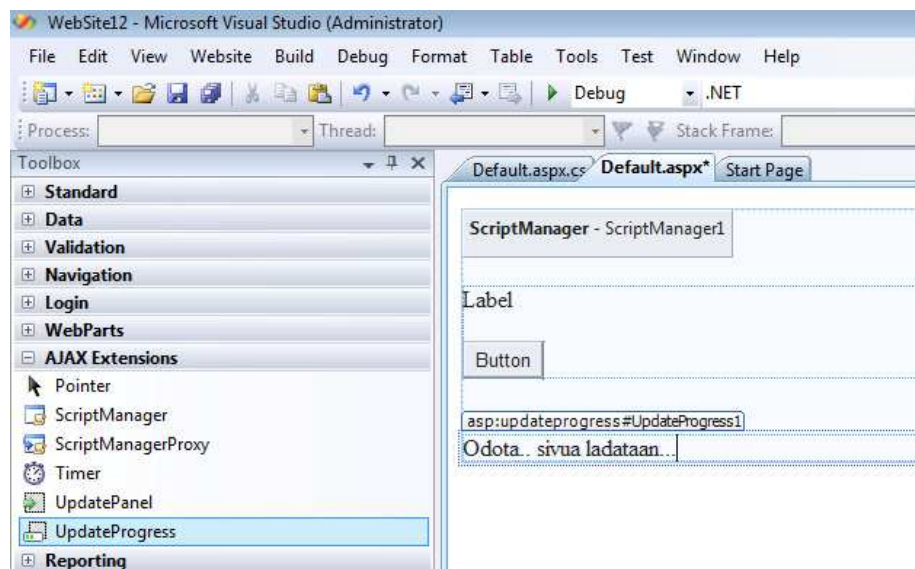 WebSite12 - Microsoft Visual Studio (Administrator)
File Edit View Website Build Debug Format Table Tools Test Window Help
Debug .NET
Process: Thread: Stack Frame:
Toolbox
Default.aspx.cs Default.aspx* Start Page
Standard
Data
Validation
Navigation
Login
WebParts
AJAX Extensions
Pointer
ScriptManager
ScriptManagerProxy
Timer
UpdatePanel
UpdateProgress
Reporting
ScriptManager - ScriptManager1
Label
Button
asp:updateprogress#UpdateProgress1
Odota.. sivua ladataan...